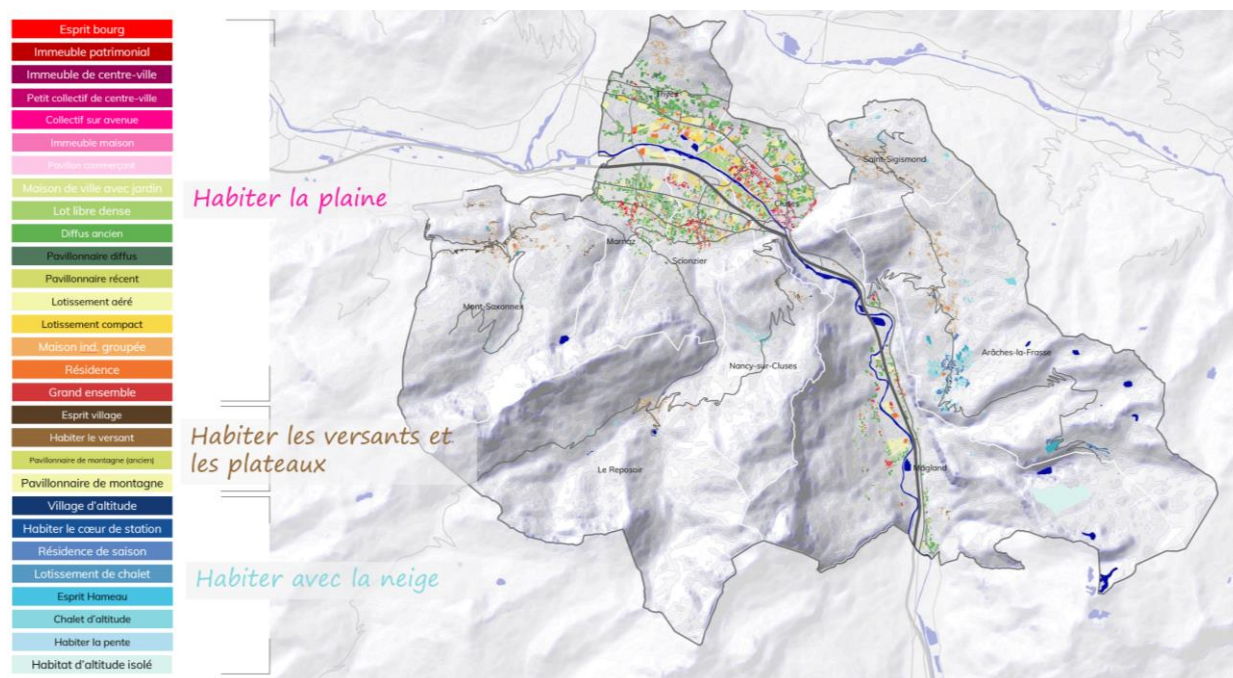 Esprit bourg
Immeuble patrimonial
Immeuble de centre-ville
Petit collectif de centre-ville
Collectif sur avenue
Immeuble maison
Pavillon commerçant
Maison de ville avec jardin
Lot libre dense
Diffus ancien
Pavillonnaire diffus
Pavillonnaire récent
Lotissement aéré
Lotissement compact
Maison ind. groupée
Résidence
Grand ensemble
Esprit village
Habiter le versant
Pavillonnaire de montagne (ancien)
Pavillonnaire de montagne
Village d'altitude
Habiter le cœur de station
Résidence de saison
Lotissement de chalet
Esprit Hameau
Chalet d'altitude
Habiter la pente
Habitat d'altitude isolé
Habiter la plaine
Habiter les versants et
les plateaux
Habiter avec la neige
Thyez
Saint-Sigismond
Marnaz
Scionzier
Mont-Saxonnex
Nancy-sur-Cluses
Arâches-la-Frasse
Le Reposoir
Magland